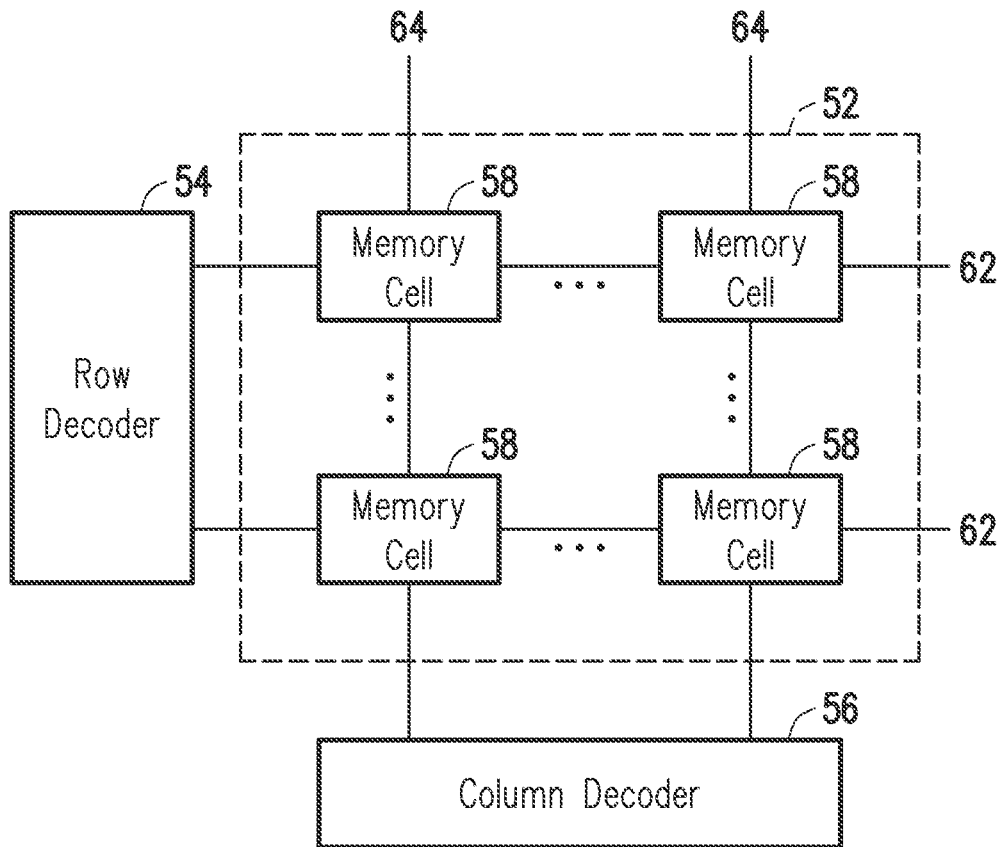 64 64
52
54 58 58
Memory Cell
Memory Cell
62
Row Decoder
58 58
Memory Cell
Memory Cell
62
56
Column Decoder